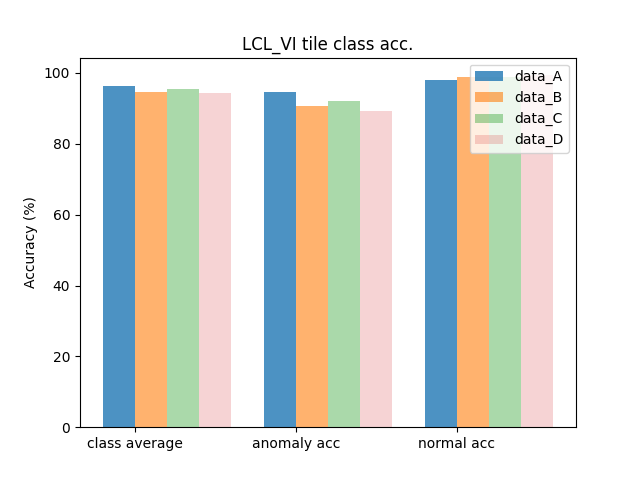 LCL_VI tile class acc.
100
80
60
40
20
0
Accuracy (%)
data_A
data_B
data_C
data_D
class average
anomaly acc
normal acc